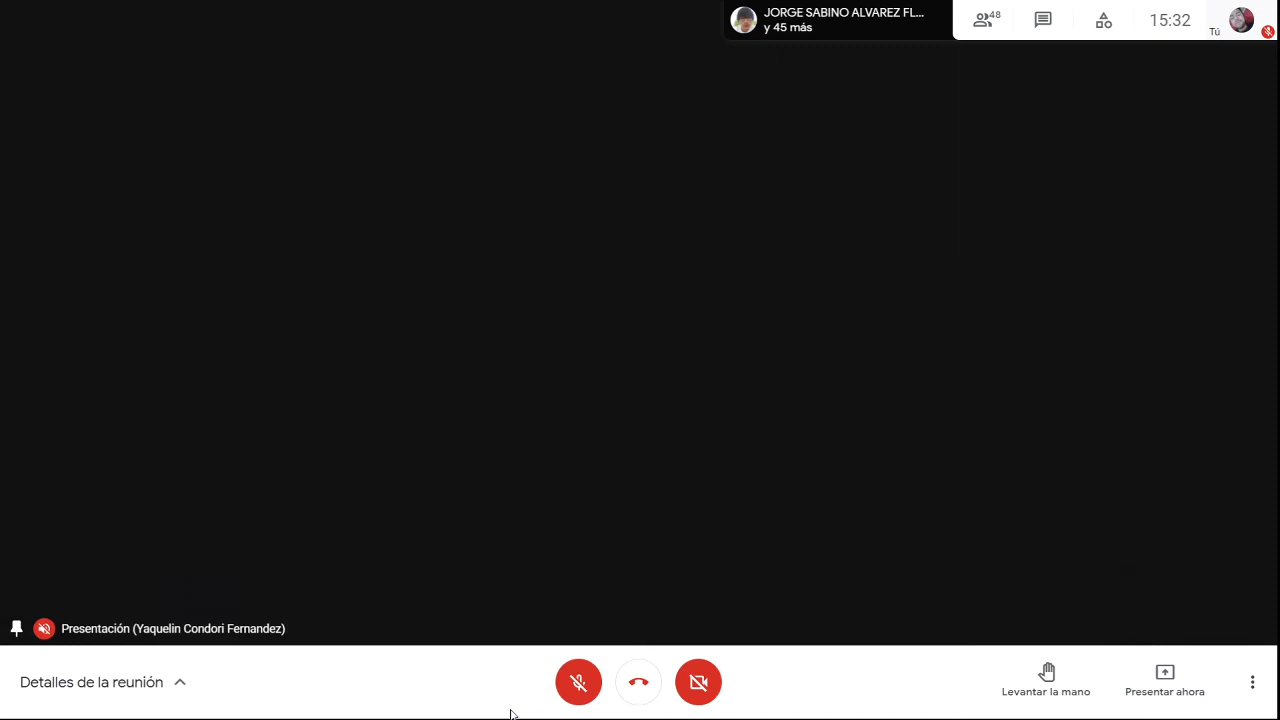 JORGE SABINO ALVAREZ FL...
y 45 más
48
15:32
Tú
Presentación (Yaquelin Condori Fernandez)
Detalles de la reunión
Levantar la mano
Presentar ahora